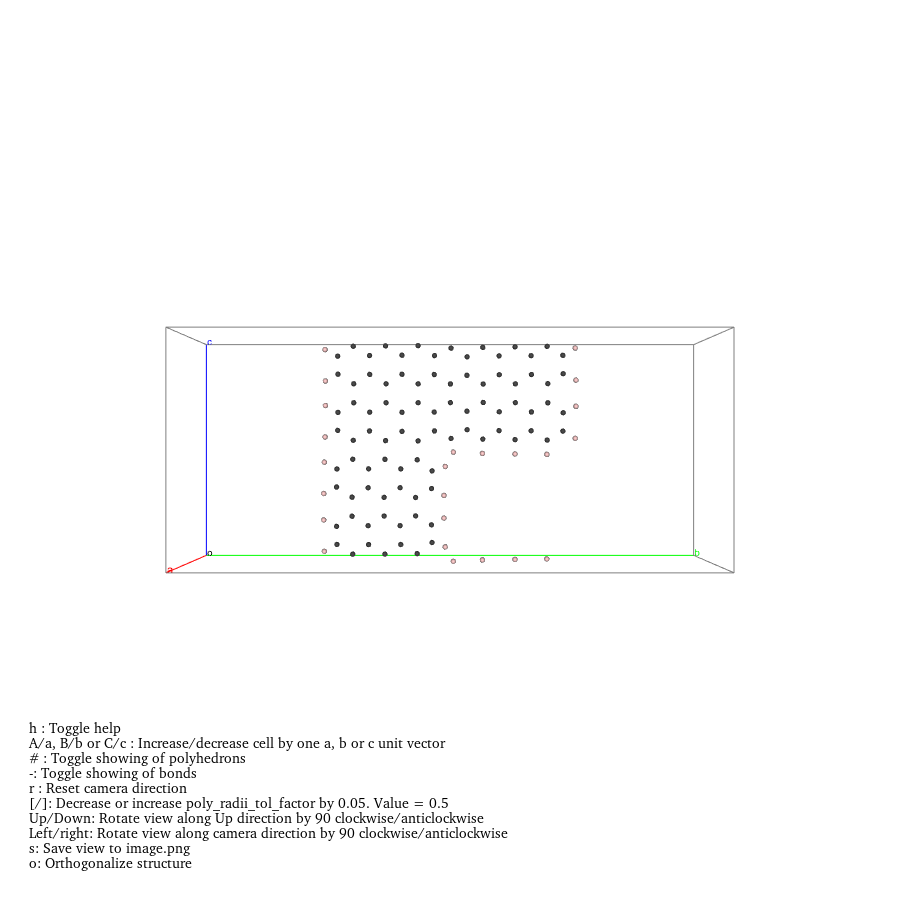 c
o
b
a
h : Toggle help
A/a, B/b or C/c : Increase/decrease cell by one a, b or c unit vector
# : Toggle showing of polyhedrons
-: Toggle showing of bonds
r : Reset camera direction
[/]: Decrease or increase poly_radii_tol_factor by 0.05. Value = 0.5
Up/Down: Rotate view along Up direction by 90 clockwise/anticlockwise
Left/right: Rotate view along camera direction by 90 clockwise/anticlockwise
s: Save view to image.png
o: Orthogonalize structure